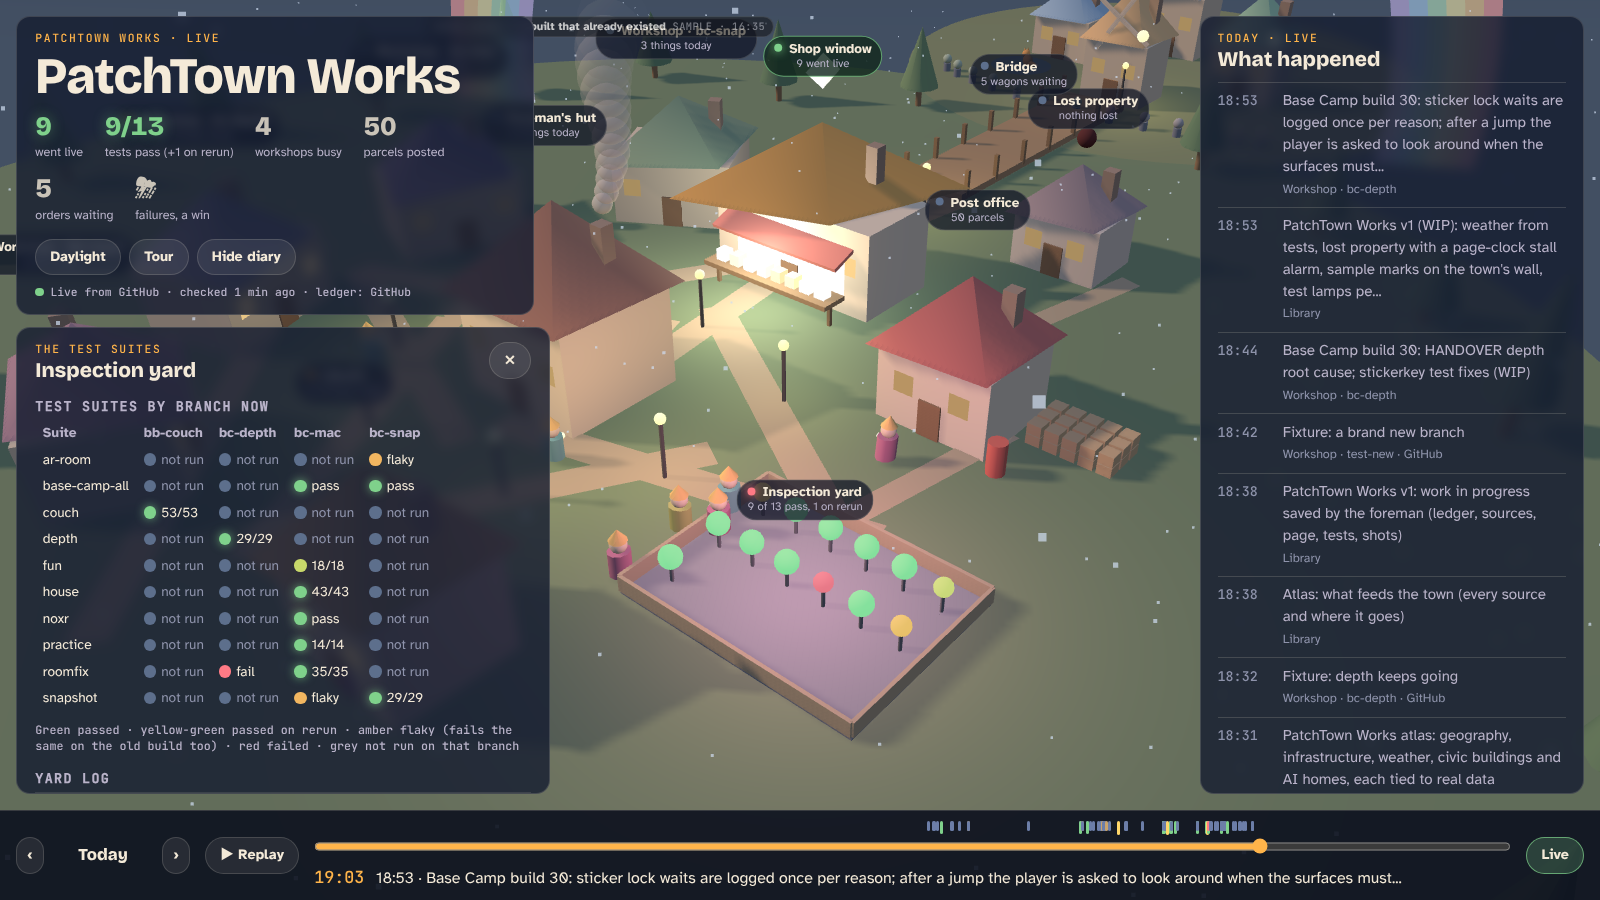 PATCHTOWN WORKS · LIVE
PatchTown Works
9
went live
9/13
tests pass (+1 on rerun)
4
workshops busy
50
parcels posted
5
orders waiting
failures, a win
Daylight
Tour
Hide diary
Live from GitHub · checked 1 min ago · ledger: GitHub
THE TEST SUITES
Inspection yard
×
TEST SUITES BY BRANCH NOW
Suite bb-couch bc-depth bc-mac bc-snap
ar-room not run not run not run flaky
base-camp-all not run not run pass pass
couch 53/53 not run not run not run
depth not run 29/29 not run not run
fun not run not run 18/18 not run
house not run not run 43/43 not run
noxr not run not run pass not run
practice not run not run 14/14 not run
roomfix not run fail 35/35 not run
snapshot not run not run flaky 29/29
Green passed · yellow-green passed on rerun · amber flaky (fails the
same on the old build too) · red failed · grey not run on that branch
YARD LOG
built that already existed SAMPLE · 16:35
Workshop · bc-snap
3 things today
Shop window
9 went live
Bridge
5 wagons waiting
Lost property
nothing lost
man's hut
ngs today
Post office
50 parcels
Wor
Inspection yard
9 of 13 pass, 1 on rerun
TODAY · LIVE
What happened
18:53
Base Camp build 30: sticker lock waits are
logged once per reason; after a jump the
player is asked to look around when the
surfaces must...
Workshop · bc-depth
18:53
PatchTown Works v1 (WIP): weather from
tests, lost property with a page-clock stall
alarm, sample marks on the town's wall,
test lamps pe...
Library
18:44
Base Camp build 30: HANDOVER depth
root cause; stickerkey test fixes (WIP)
Workshop · bc-depth
18:42
Fixture: a brand new branch
Workshop · test-new · GitHub
18:38
PatchTown Works v1: work in progress
saved by the foreman (ledger, sources,
page, tests, shots)
Library
18:38
Atlas: what feeds the town (every source
and where it goes)
Library
18:32
Fixture: depth keeps going
Workshop · bc-depth · GitHub
18:31
PatchTown Works atlas: geography,
infrastructure, weather, civic buildings and
AI homes, each tied to real data
‹
Today
›
▶ Replay
Live
19:03 18:53 · Base Camp build 30: sticker lock waits are logged once per reason; after a jump the player is asked to look around when the surfaces must...